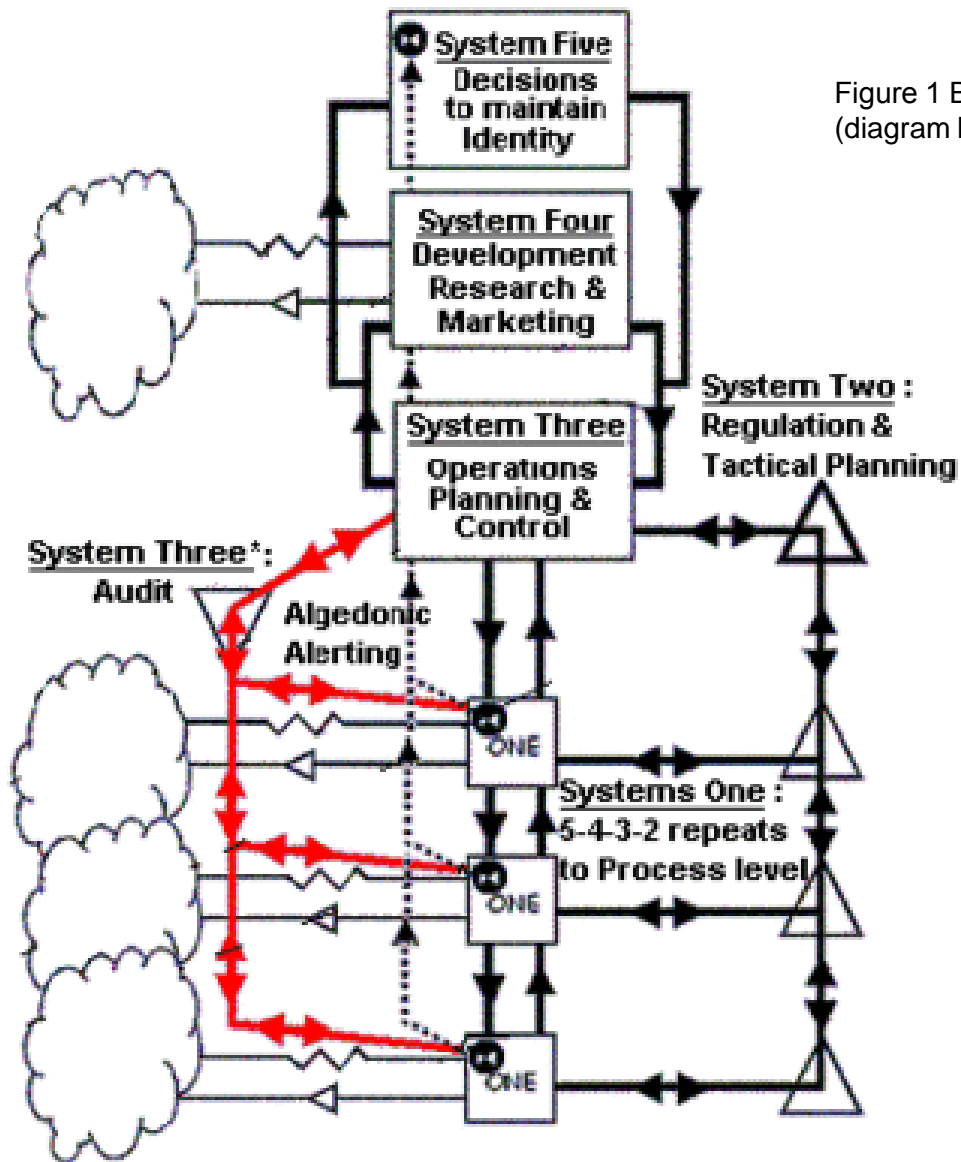 System Five
Decisions
to maintain
Identity
Figure 1 B
(diagram b
System Four
Development
Research &
Marketing
System Two :
Regulation &
Tactical Planning
System Three
Operations
Planning &
Control
System Three*:
Audit
Algedonic
Alerting
ONE
Systems One :
5-4-3-2 repeats
to Process level
ONE
ONE